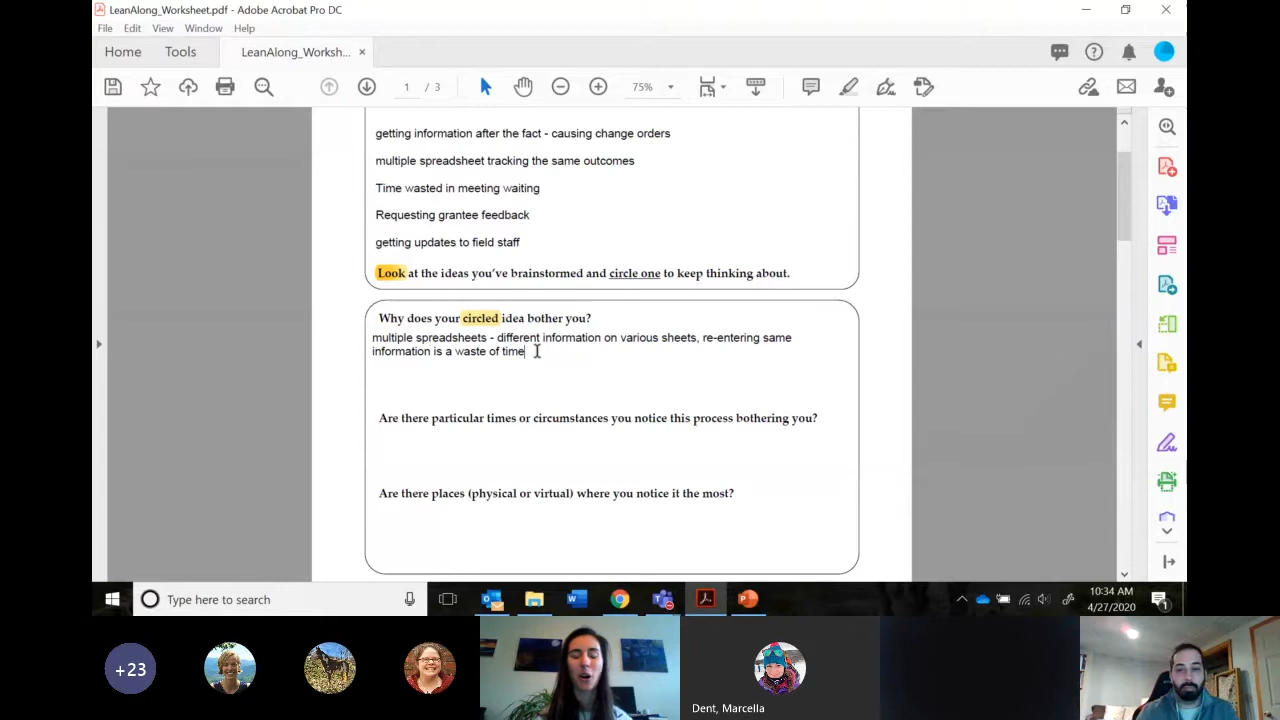 LeanAlong_Worksheet.pdf - Adobe Acrobat Pro DC
File Edit View Window Help
Home Tools LeanAlong_Worksh... ×
1 / 3 75%
getting information after the fact - causing change orders
multiple spreadsheet tracking the same outcomes
Time wasted in meeting waiting
Requesting grantee feedback
getting updates to field staff
Look at the ideas you've brainstormed and circle one to keep thinking about.
Why does your circled idea bother you?
multiple spreadsheets - different information on various sheets, re-entering same
information is a waste of time
Are there particular times or circumstances you notice this process bothering you?
Are there places (physical or virtual) where you notice it the most?
Type here to search
10:34 AM
4/27/2020
1
+23
Dent, Marcella